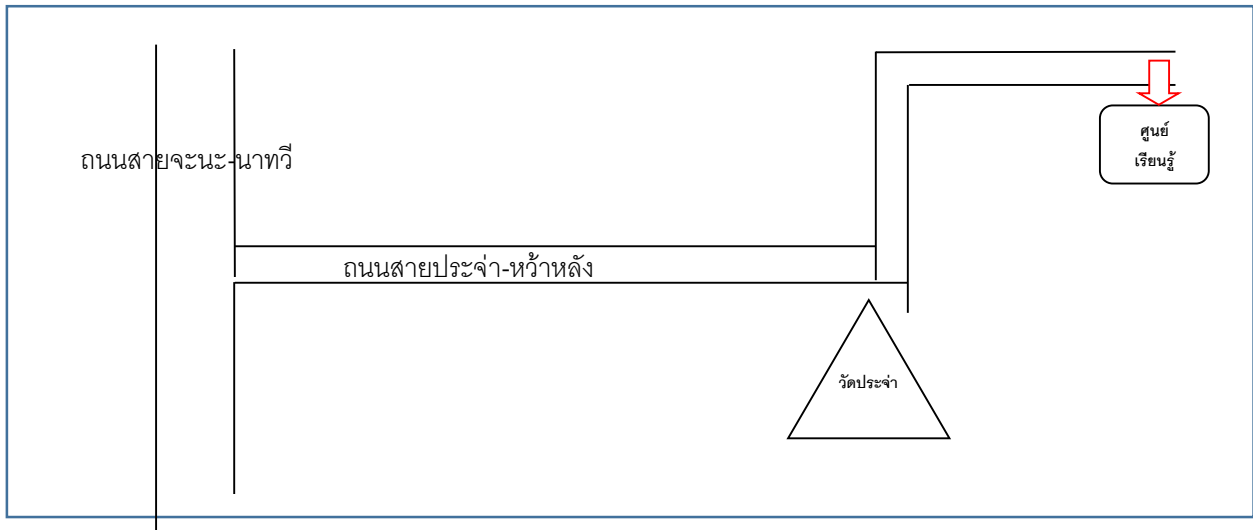 ศูนย์
เรียนรู้
ถนนสายจะนะ-นาทวี
ถนนสายประจ่า-หว้าหลัง
วัดประจ่า